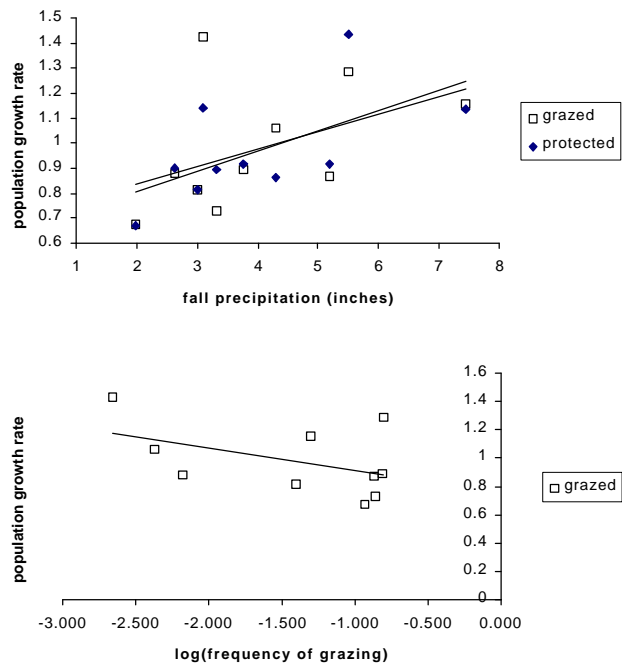 1.5
1.4
1.3
1.2
1.1
1
0.9
0.8
0.7
0.6
population growth rate
1 2 3 4 5 6 7 8
fall precipitation (inches)
grazed
protected
1.6
1.4
1.2
1
0.8
0.6
0.4
0.2
0
population growth rate
-3.000 -2.500 -2.000 -1.500 -1.000 -0.500 0.000
log(frequency of grazing)
grazed